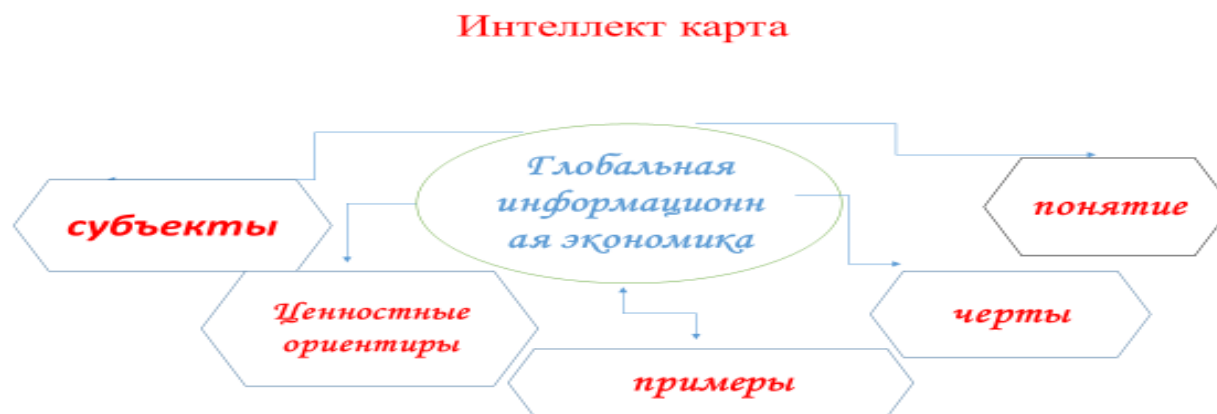 Интеллект карта
Глобальная
информационн
ая экономика
понятие
субъекты
Ценностные
ориентиры
черты
примеры